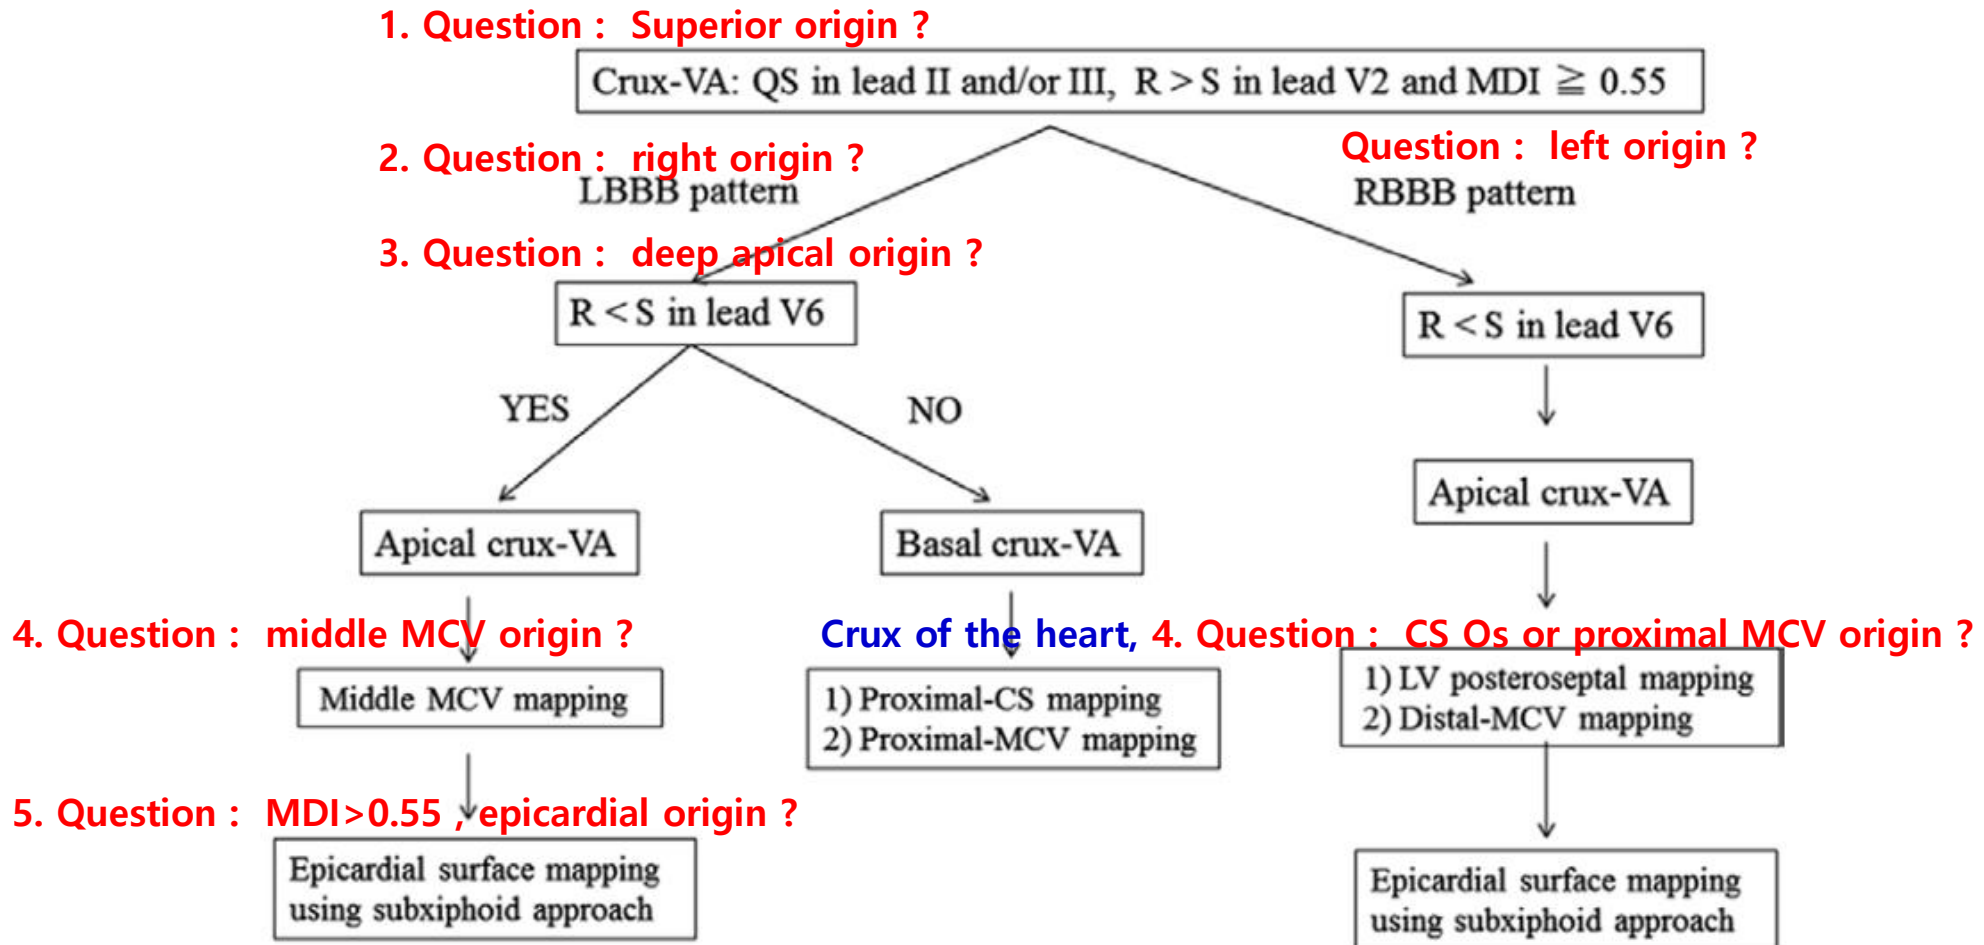 1. Question : Superior origin ?
Crux-VA: QS in lead II and/or III, R > S in lead V2 and MDI ≧ 0.55
2. Question : right origin ?
Question : left origin ?
LBBB pattern
RBBB pattern
3. Question : deep apical origin ?
R < S in lead V6
R < S in lead V6
YES
NO
Apical crux-VA
Basal crux-VA
Apical crux-VA
4. Question : middle MCV origin ?
Crux of the heart, 4. Question : CS Os or proximal MCV origin ?
Middle MCV mapping
1) Proximal-CS mapping
2) Proximal-MCV mapping
1) LV posteroseptal mapping
2) Distal-MCV mapping
5. Question : MDI>0.55 , epicardial origin ?
Epicardial surface mapping
using subxiphoid approach
Epicardial surface mapping
using subxiphoid approach